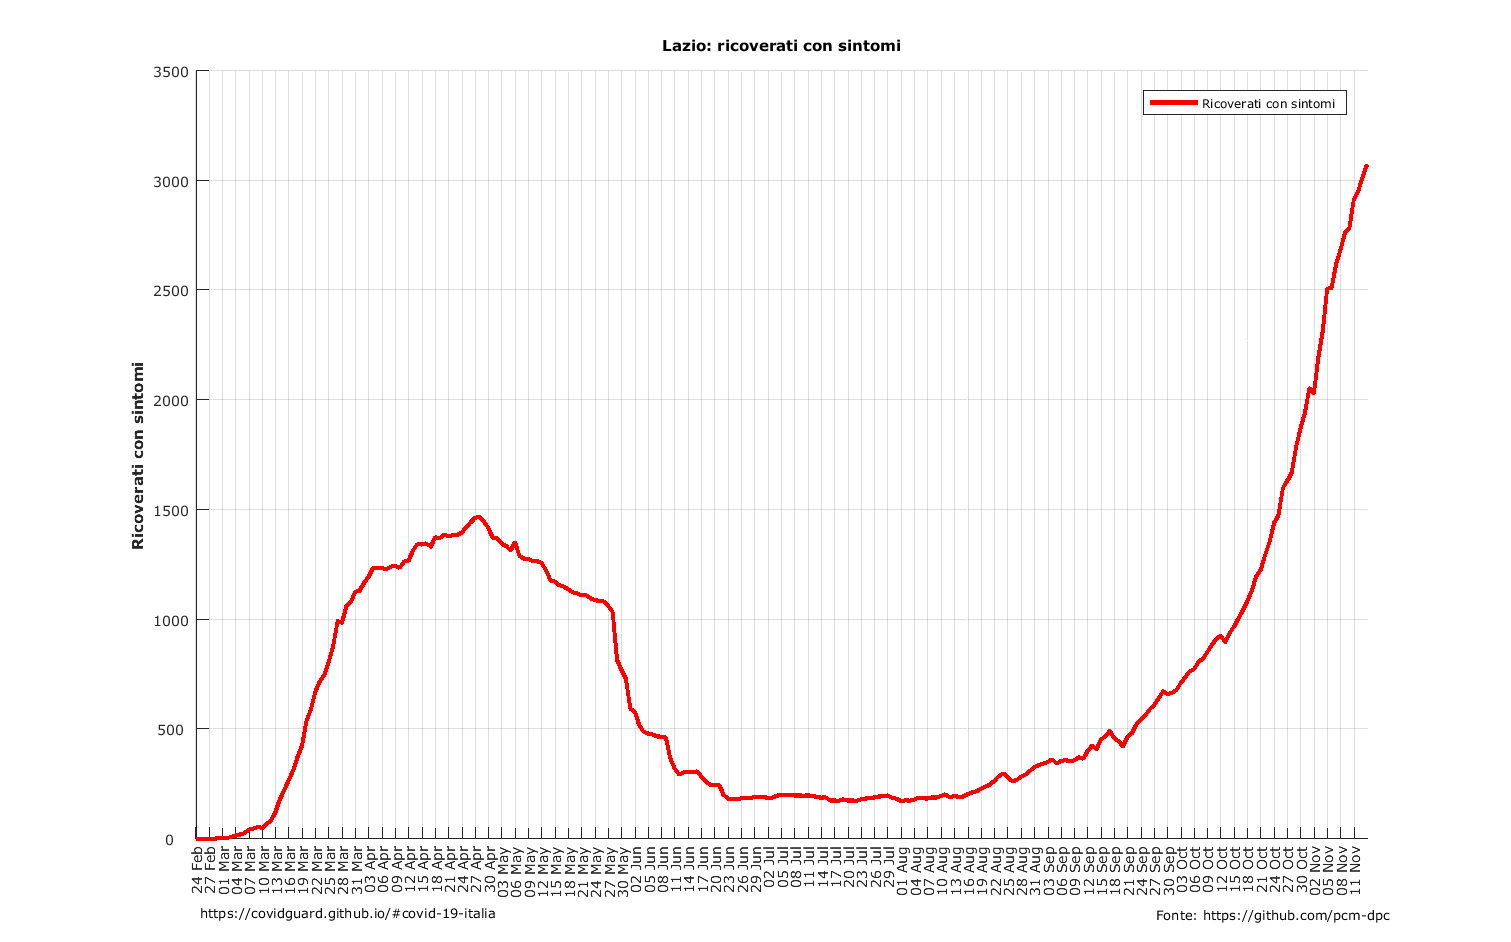 Lazio: ricoverati con sintomi
3500
Ricoverati con sintomi
3000
2500
2000
1500
1000
500
0
Ricoverati con sintomi
24 Feb
27 Feb
01 Mar
04 Mar
07 Mar
10 Mar
13 Mar
16 Mar
19 Mar
22 Mar
25 Mar
28 Mar
31 Mar
03 Apr
06 Apr
09 Apr
12 Apr
15 Apr
18 Apr
21 Apr
24 Apr
27 Apr
30 Apr
03 May
06 May
09 May
12 May
15 May
18 May
21 May
24 May
27 May
30 May
02 Jun
05 Jun
08 Jun
11 Jun
14 Jun
17 Jun
20 Jun
23 Jun
26 Jun
29 Jun
02 Jul
05 Jul
08 Jul
11 Jul
14 Jul
17 Jul
20 Jul
23 Jul
26 Jul
29 Jul
01 Aug
04 Aug
07 Aug
10 Aug
13 Aug
16 Aug
19 Aug
22 Aug
25 Aug
28 Aug
31 Aug
03 Sep
06 Sep
09 Sep
12 Sep
15 Sep
18 Sep
21 Sep
24 Sep
27 Sep
30 Sep
03 Oct
06 Oct
09 Oct
12 Oct
15 Oct
18 Oct
21 Oct
24 Oct
27 Oct
30 Oct
02 Nov
05 Nov
08 Nov
11 Nov
https://covidguard.github.io/#covid-19-italia
Fonte: https://github.com/pcm-dpc